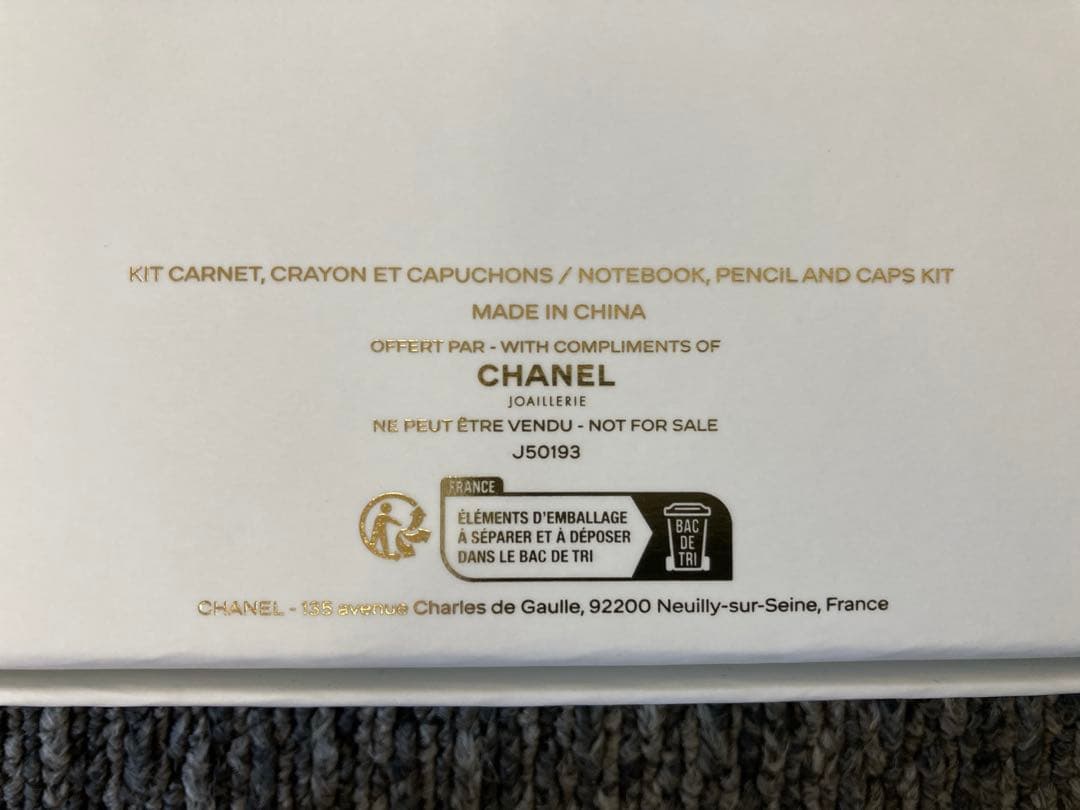 KIT CARNET, CRAYON ET CAPUCHONS / NOTEBOOK, PENCIL AND CAPS KIT
MADE IN CHINA
OFFERT PAR - WITH COMPLIMENTS OF
CHANEL
JOAILLERIE
NE PEUT ÊTRE VENDU - NOT FOR SALE
J50193
FRANCE
ÉLÉMENTS D'EMBALLAGE
À SÉPARER ET À DÉPOSER
DANS LE BAC DE TRI
BAC
DE
TRI
CHANEL - 135 avenue Charles de Gaulle, 92200 Neuilly-sur-Seine, France